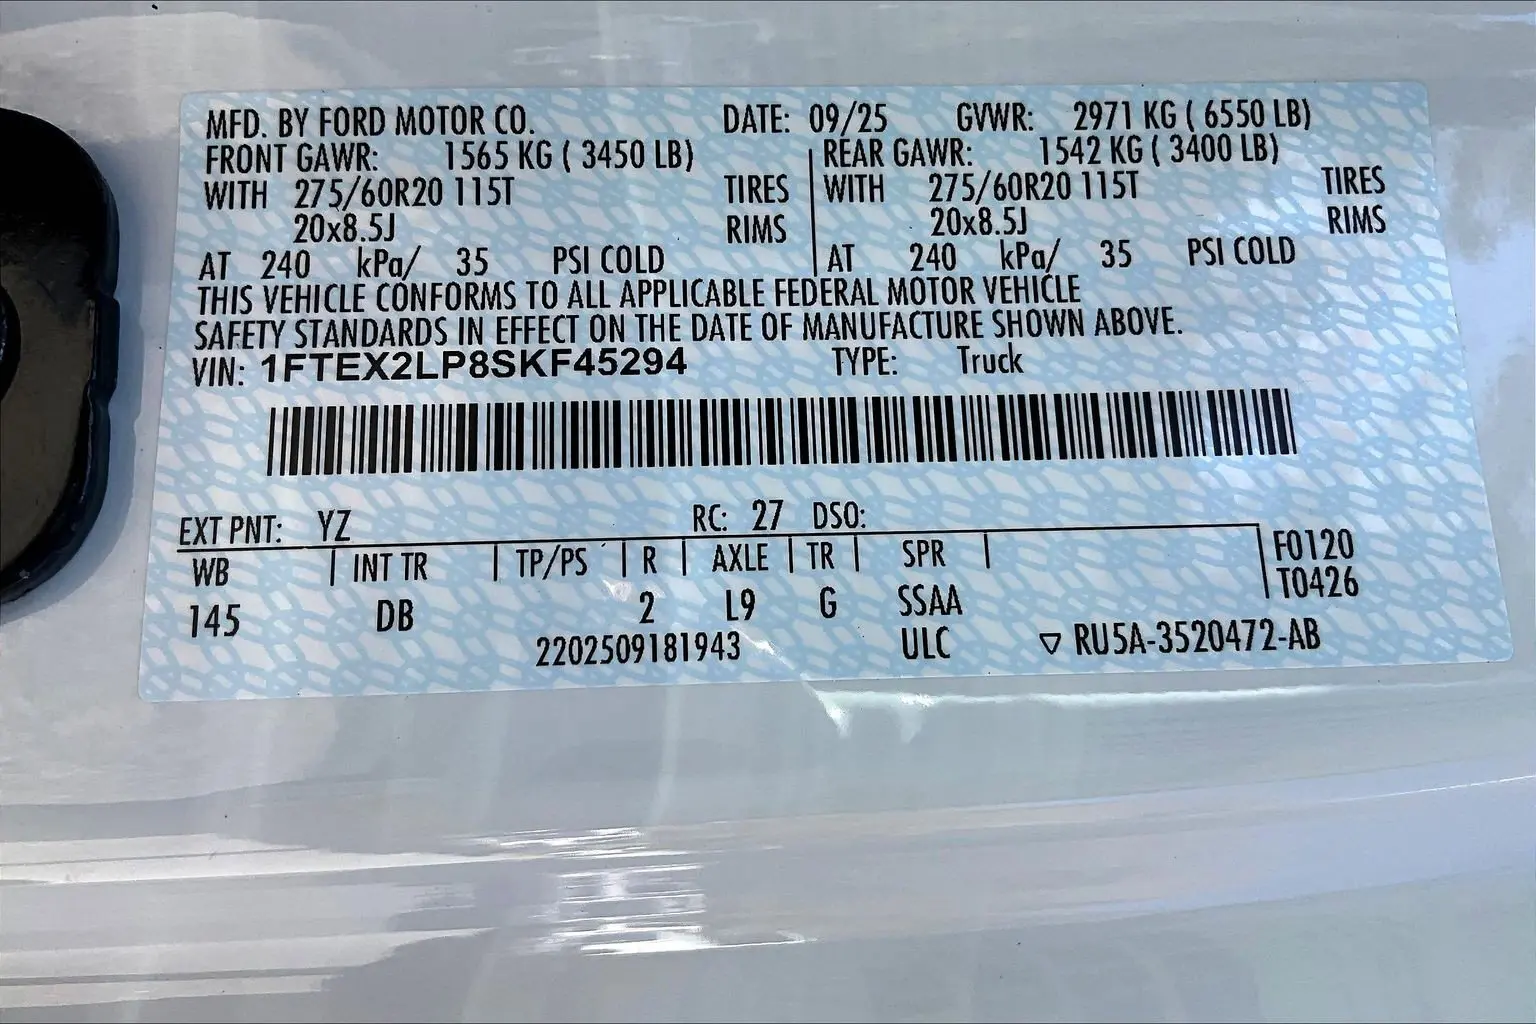 MFD. BY FORD MOTOR CO. DATE: 09/25 GVWR: 2971 KG ( 6550 LB)
FRONT GAWR: 1565 KG ( 3450 LB) REAR GAWR: 1542 KG ( 3400 LB)
WITH 275/60R20 115T TIRES WITH 275/60R20 115T TIRES
20x8.5J RIMS 20x8.5J RIMS
AT 240 kPa/ 35 PSI COLD AT 240 kPa/ 35 PSI COLD
THIS VEHICLE CONFORMS TO ALL APPLICABLE FEDERAL MOTOR VEHICLE
SAFETY STANDARDS IN EFFECT ON THE DATE OF MANUFACTURE SHOWN ABOVE.
VIN: 1FTEX2LP8SKF45294 TYPE: Truck
EXT PNT: YZ RC: 27 DSO:
WB INT TR TP/PS R AXLE TR SPR F0120
145 DB 2 L9 G SSAA T0426
2202509181943 ULC ▽ RU5A-3520472-AB